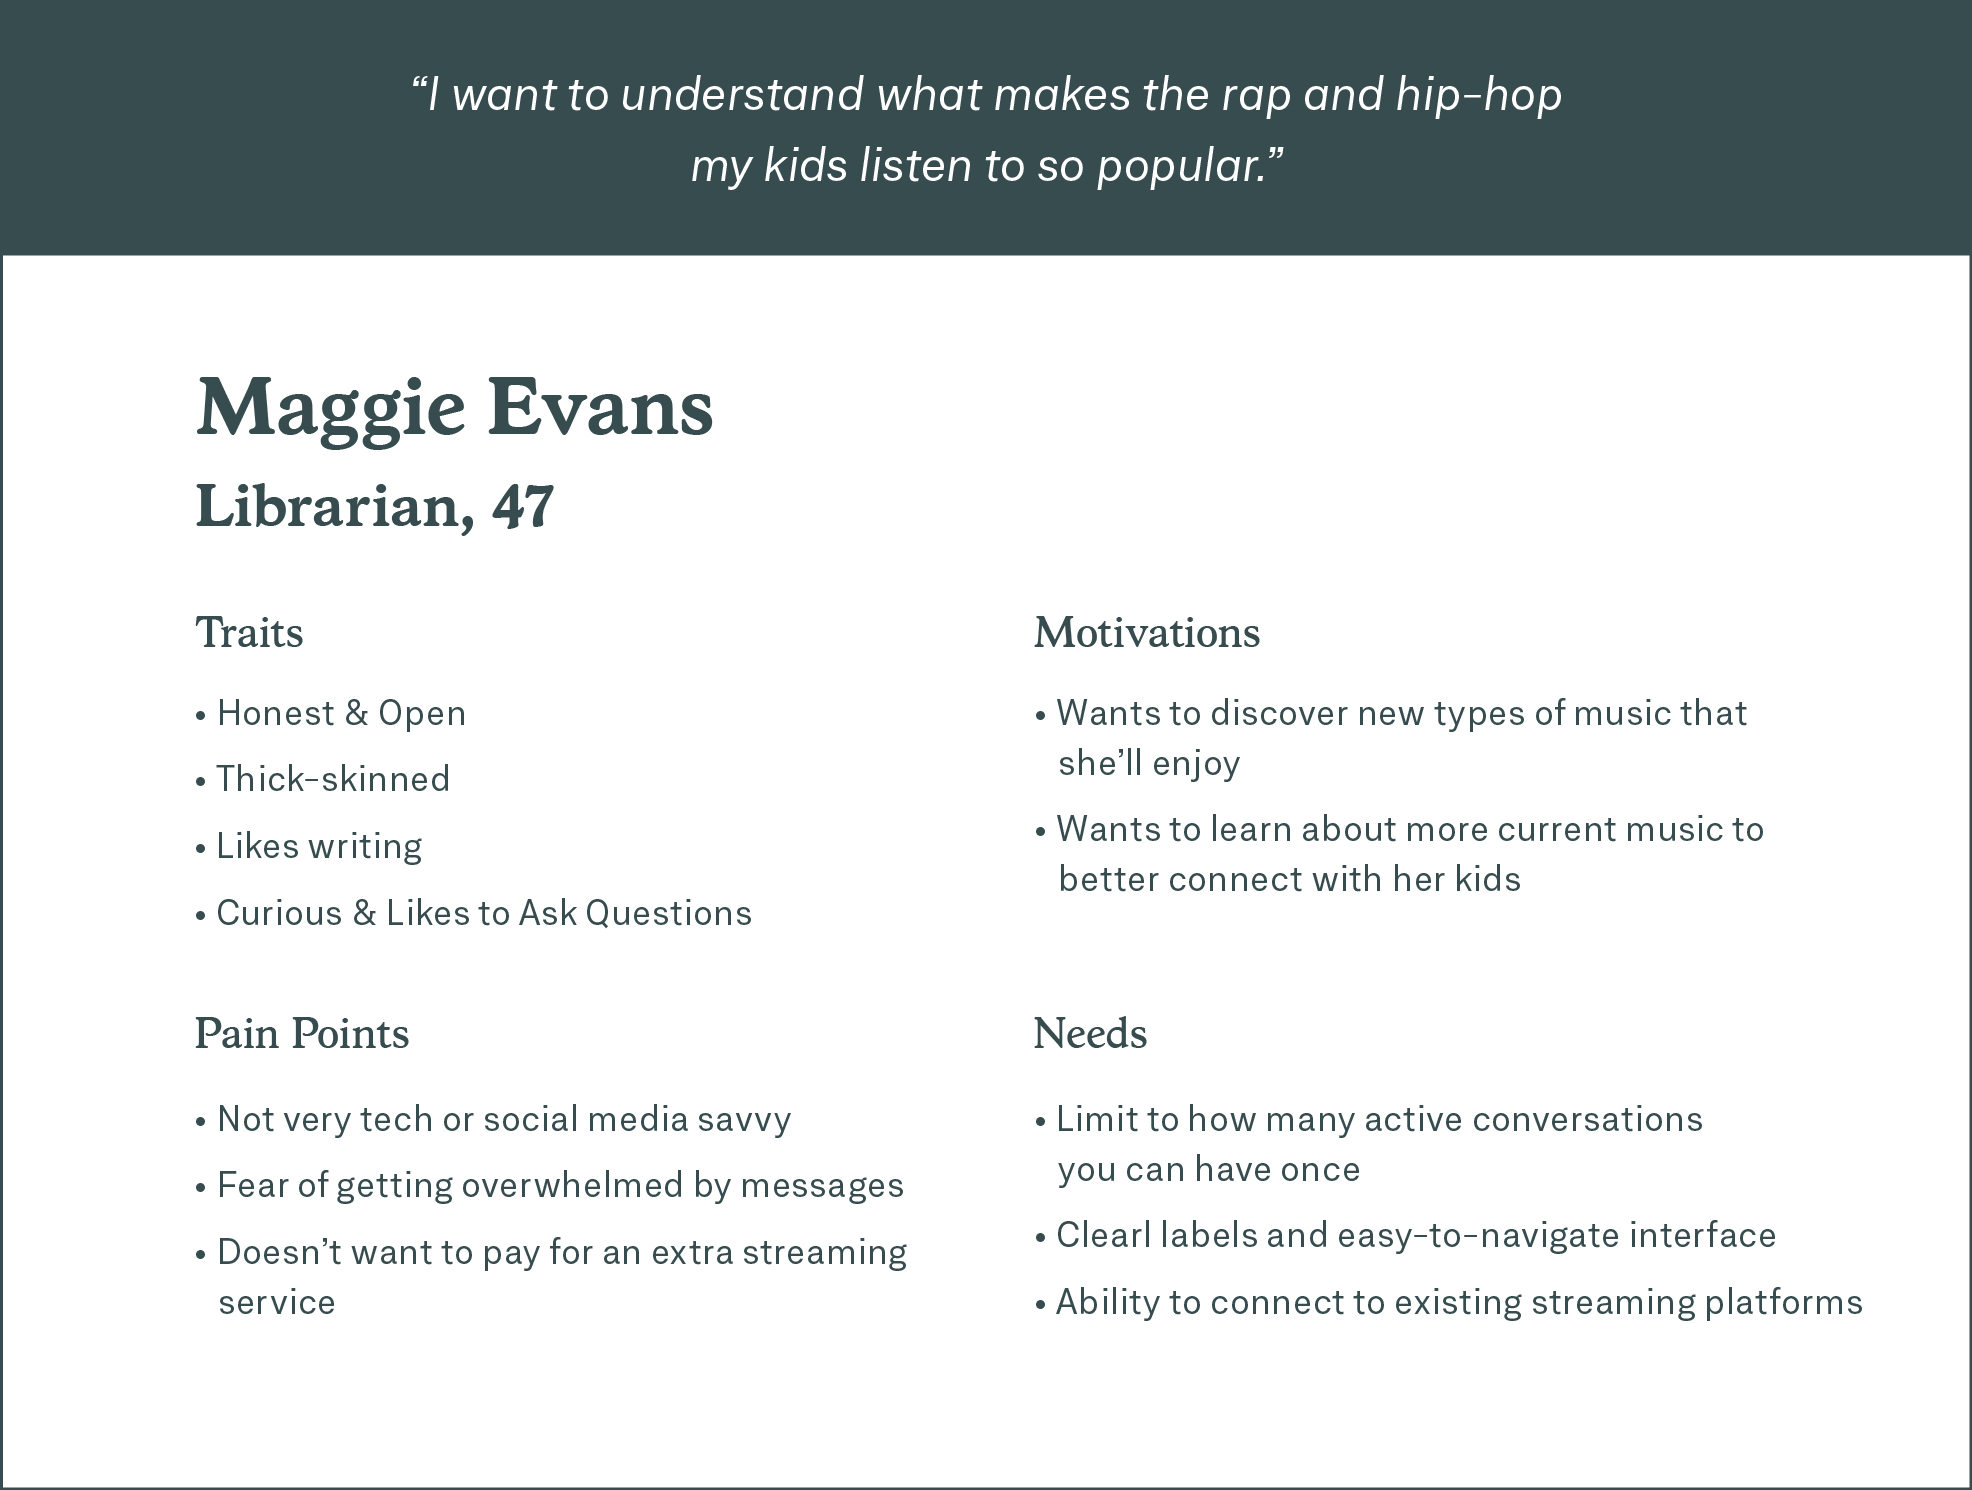 “I want to understand what makes the rap and hip-hop
my kids listen to so popular.”
Maggie Evans
Librarian, 47
Traits
• Honest & Open
• Thick-skinned
• Likes writing
• Curious & Likes to Ask Questions
Motivations
• Wants to discover new types of music that
she’ll enjoy
• Wants to learn about more current music to
better connect with her kids
Pain Points
• Not very tech or social media savvy
• Fear of getting overwhelmed by messages
• Doesn’t want to pay for an extra streaming
service
Needs
• Limit to how many active conversations
you can have once
• Clearl labels and easy-to-navigate interface
• Ability to connect to existing streaming platforms